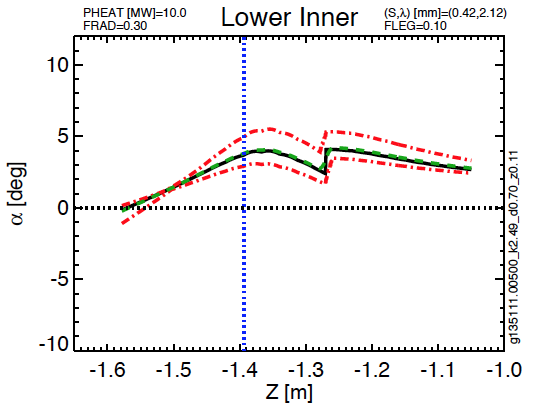 PHEAT [MW]=10.0
FRAD=0.30
Lower Inner
(S,λ) [mm]=(0.42,2.12)
FLEG=0.10
10
5
0
-5
-10
α [deg]
-1.6 -1.5 -1.4 -1.3 -1.2 -1.1 -1.0
Z [m]
g135111.00500_k2.49_d0.70_z0.11